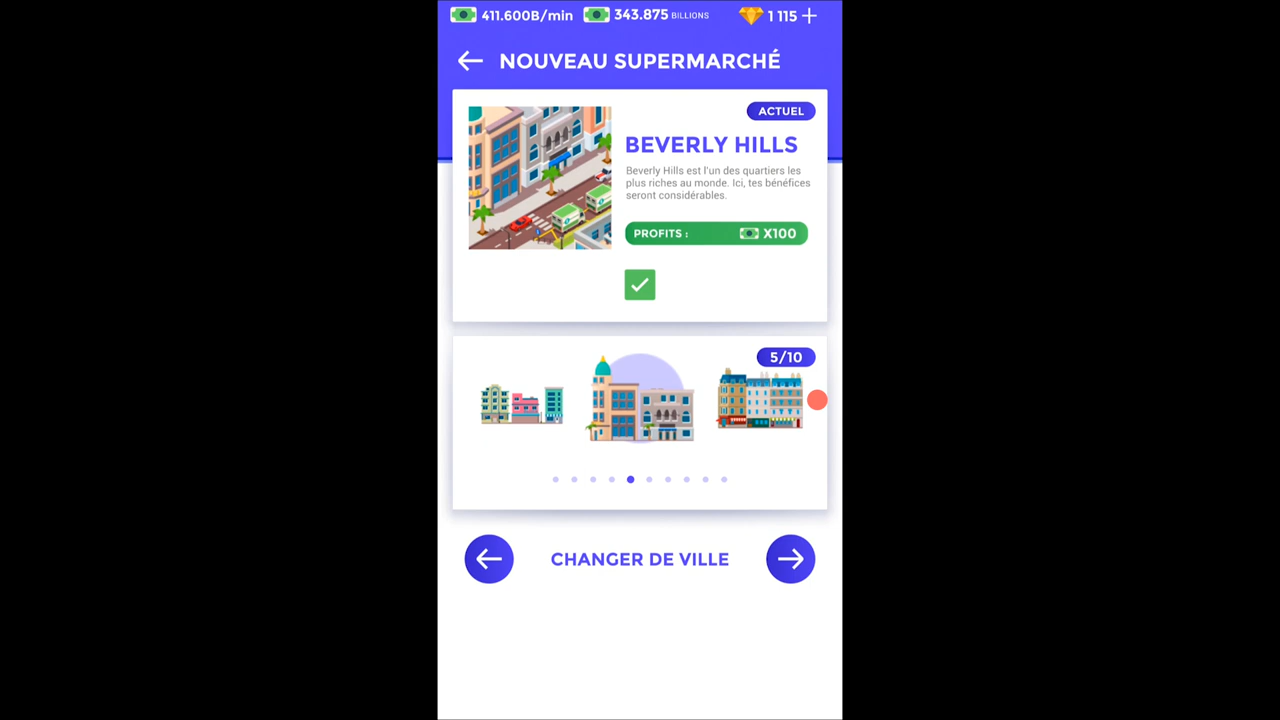 411.600B/min 343.875 BILLIONS 1 115
NOUVEAU SUPERMARCHÉ
ACTUEL
BEVERLY HILLS
Beverly Hills est l'un des quartiers les
plus riches au monde. Ici, tes bénéfices
seront considérables.
PROFITS : X100
5/10
CHANGER DE VILLE